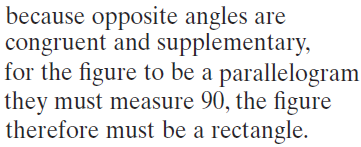 because opposite angles are
congruent and supplementary,
for the figure to be a parallelogram
they must measure 90, the figure
therefore must be a rectangle.